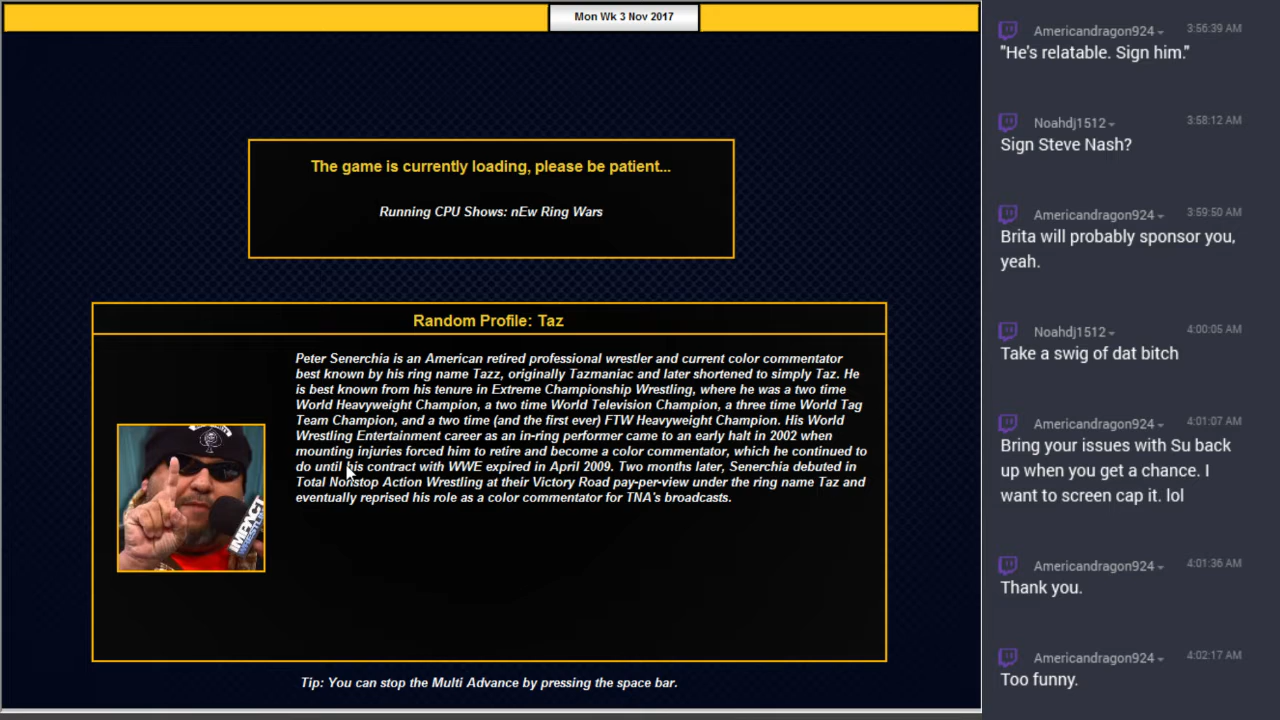 Mon Wk 3 Nov 2017
The game is currently loading, please be patient...
Running CPU Shows: nEw Ring Wars
Random Profile: Taz
Peter Senerchia is an American retired professional wrestler and current color commentator
best known by his ring name Tazz, originally Tazmaniac and later shortened to simply Taz. He
is best known from his tenure in Extreme Championship Wrestling, where he was a two time
World Heavyweight Champion, a two time World Television Champion, a three time World Tag
Team Champion, and a two time (and the first ever) FTW Heavyweight Champion. His World
Wrestling Entertainment career as an in-ring performer came to an early halt in 2002 when
mounting injuries forced him to retire and become a color commentator, which he continued to
do until his contract with WWE expired in April 2009. Two months later, Senerchia debuted in
Total Nonstop Action Wrestling at their Victory Road pay-per-view under the ring name Taz and
eventually reprised his role as a color commentator for TNA's broadcasts.
IMPACT
WRESTLING
Tip: You can stop the Multi Advance by pressing the space bar.
Americandragon924 3:56:39 AM
"He's relatable. Sign him."
Noahdj1512 3:58:12 AM
Sign Steve Nash?
Americandragon924 3:59:50 AM
Brita will probably sponsor you,
yeah.
Noahdj1512 4:00:05 AM
Take a swig of dat bitch
Americandragon924 4:01:07 AM
Bring your issues with Su back
up when you get a chance. I
want to screen cap it. lol
Americandragon924 4:01:36 AM
Thank you.
Americandragon924 4:02:17 AM
Too funny.